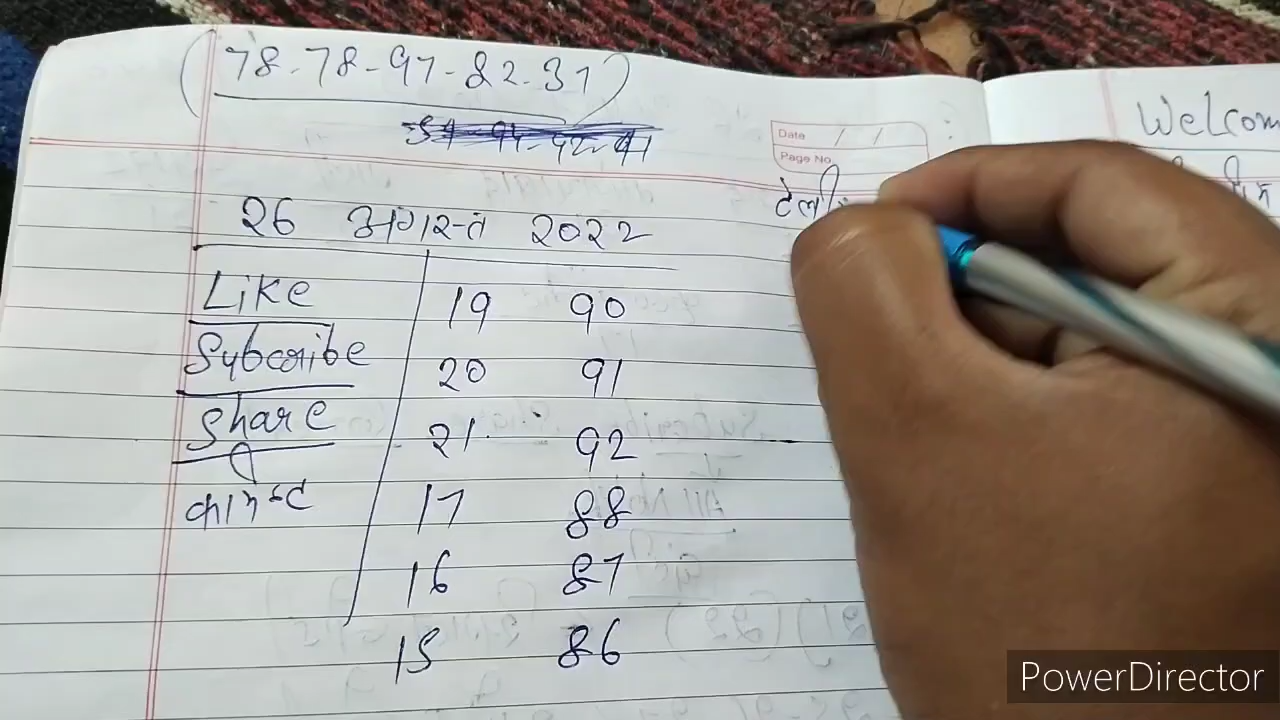 (78-78-97-82-31)
Date / /
Page No.
Welcom
26 अगस्त 2022
Like 19 90
Subcribe 20 91
Share 21 92
कामेन्ट 17 88
16 87
15 86
PowerDirector